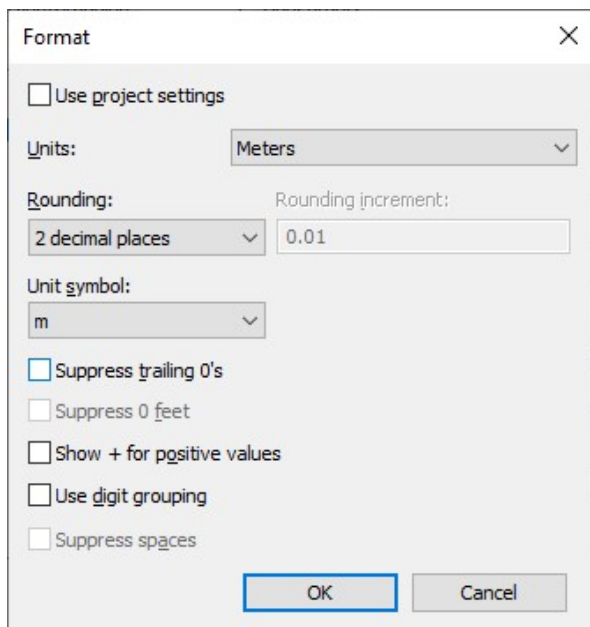 Format
Use project settings
Units: Meters
Rounding: Rounding increment:
2 decimal places 0.01
Unit symbol:
m
Suppress trailing 0's
Suppress 0 feet
Show + for positive values
Use digit grouping
Suppress spaces
OK Cancel